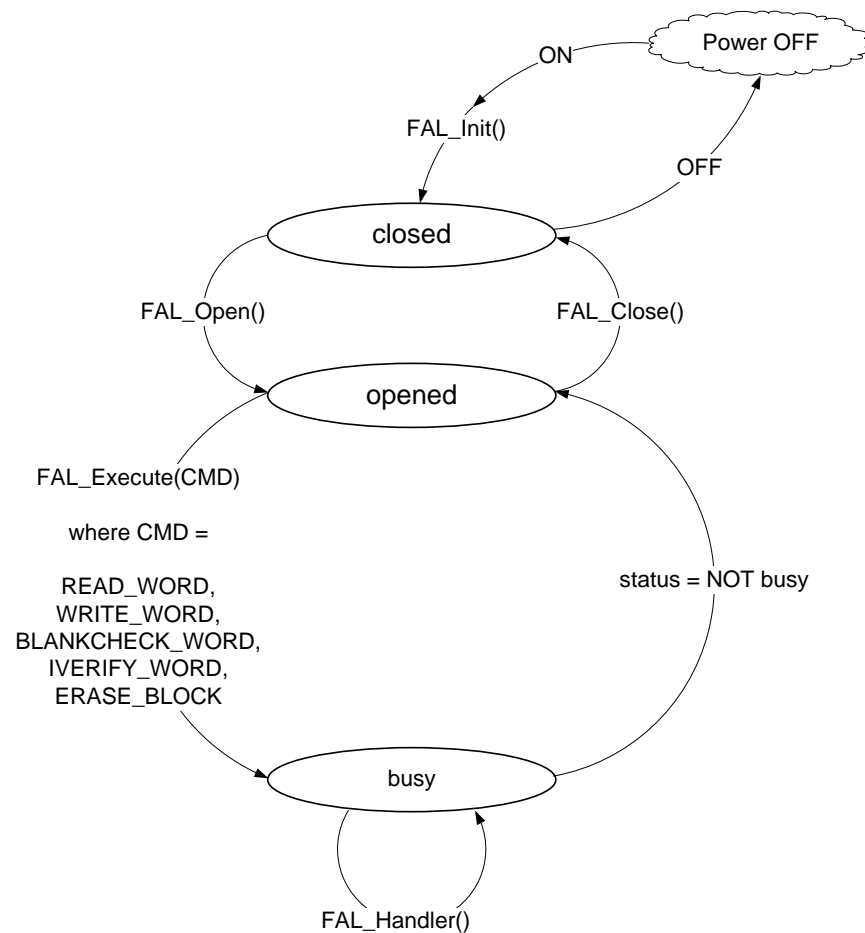 Power OFF
ON
FAL_Init()
OFF
closed
FAL_Open()
FAL_Close()
opened
FAL_Execute(CMD)
where CMD =
READ_WORD,
WRITE_WORD,
BLANKCHECK_WORD,
IVERIFY_WORD,
ERASE_BLOCK
status = NOT busy
busy
FAL_Handler()